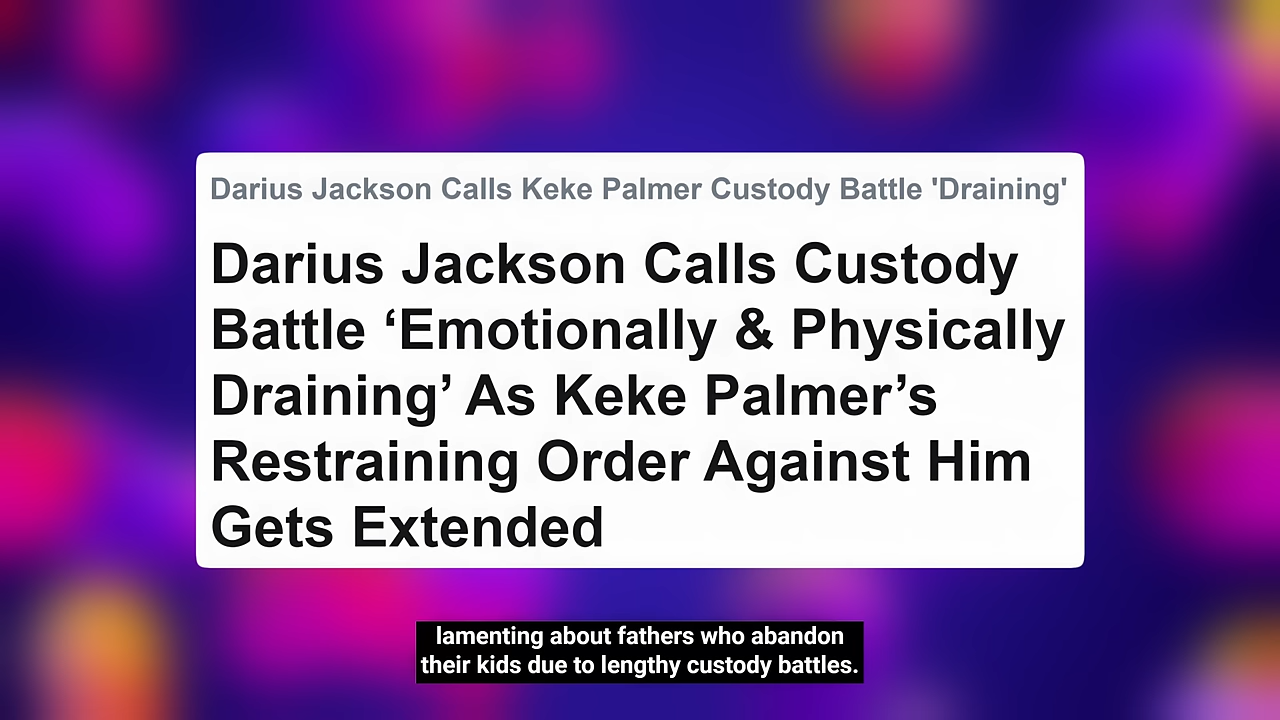 Darius Jackson Calls Keke Palmer Custody Battle 'Draining'
Darius Jackson Calls Custody
Battle ‘Emotionally & Physically
Draining’ As Keke Palmer’s
Restraining Order Against Him
Gets Extended
lamenting about fathers who abandon
their kids due to lengthy custody battles.